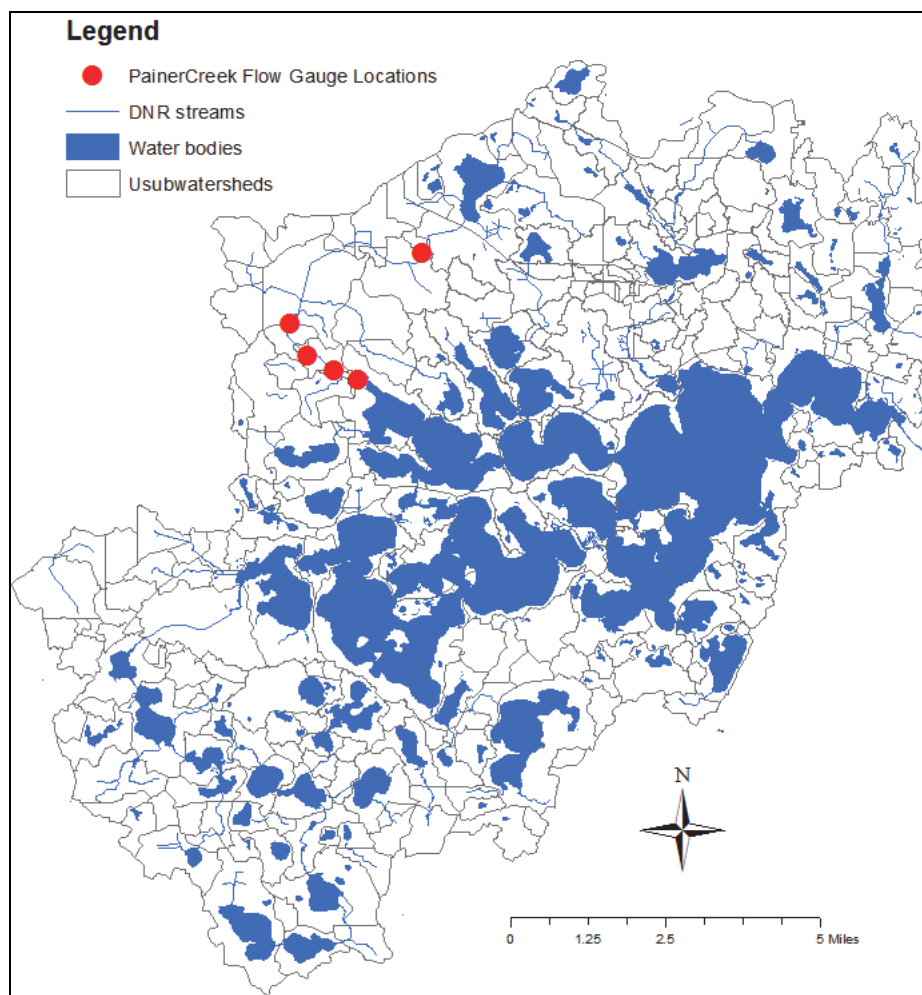 Legend
PainerCreek Flow Gauge Locations
DNR streams
Water bodies
Usubwatersheds
N
0 1.25 2.5 5 Miles